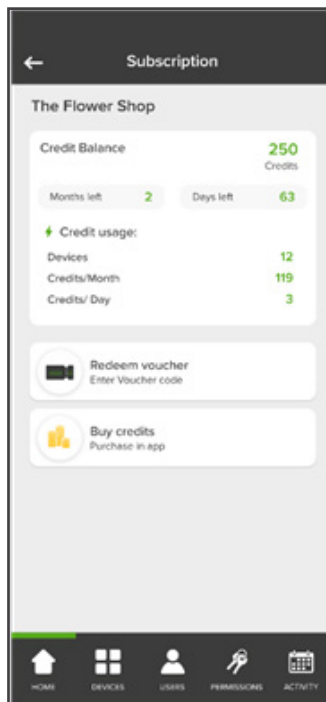 Subscription
The Flower Shop
Credit Balance 250
Credits
Months left 2 Days left 63
Credit usage:
Devices 12
Credits/Month 119
Credits/ Day 3
Redeem voucher
Enter Voucher code
Buy credits
Purchase in app
HOME DEVICES USERS PERMISSIONS ACTIVITY